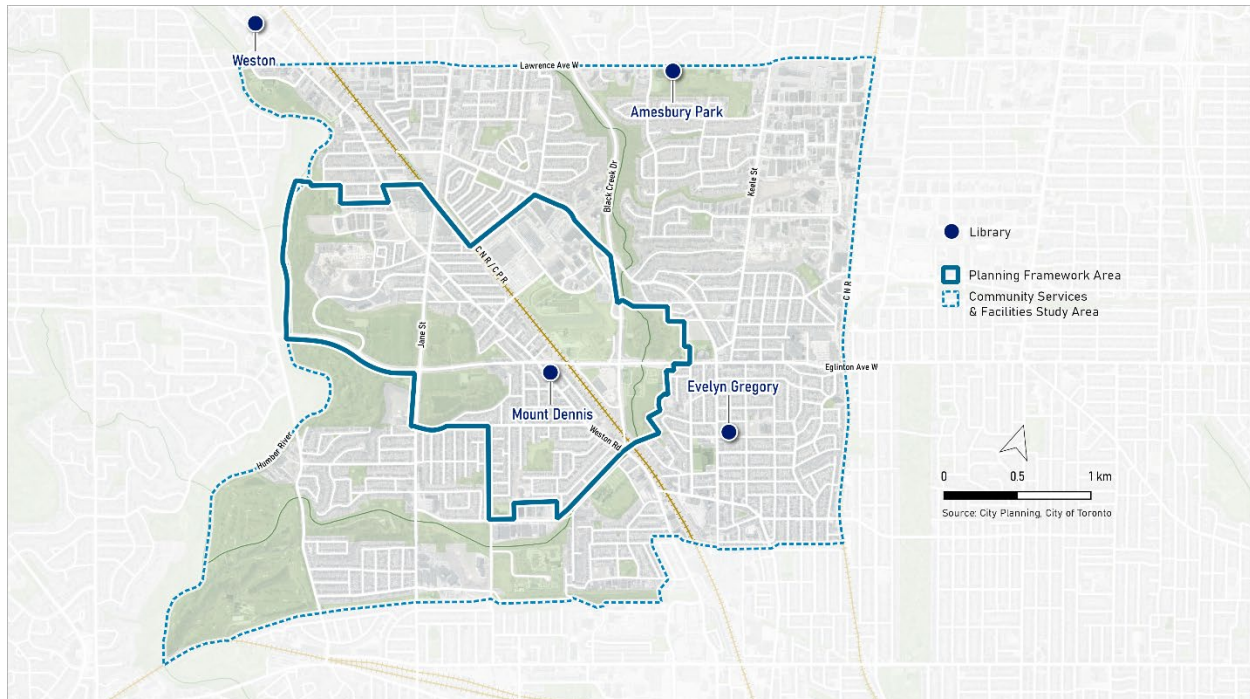 Weston
Lawrence Ave W
Amesbury Park
Black Creek Dr
Keele St
Library
CNR/CPR
Planning Framework Area
CNR
Community Services
& Facilities Study Area
Jane St
Eglinton Ave W
Evelyn Gregory
Mount Dennis
Weston Rd
Humber River
0 0.5 1 km
Source: City Planning, City of Toronto